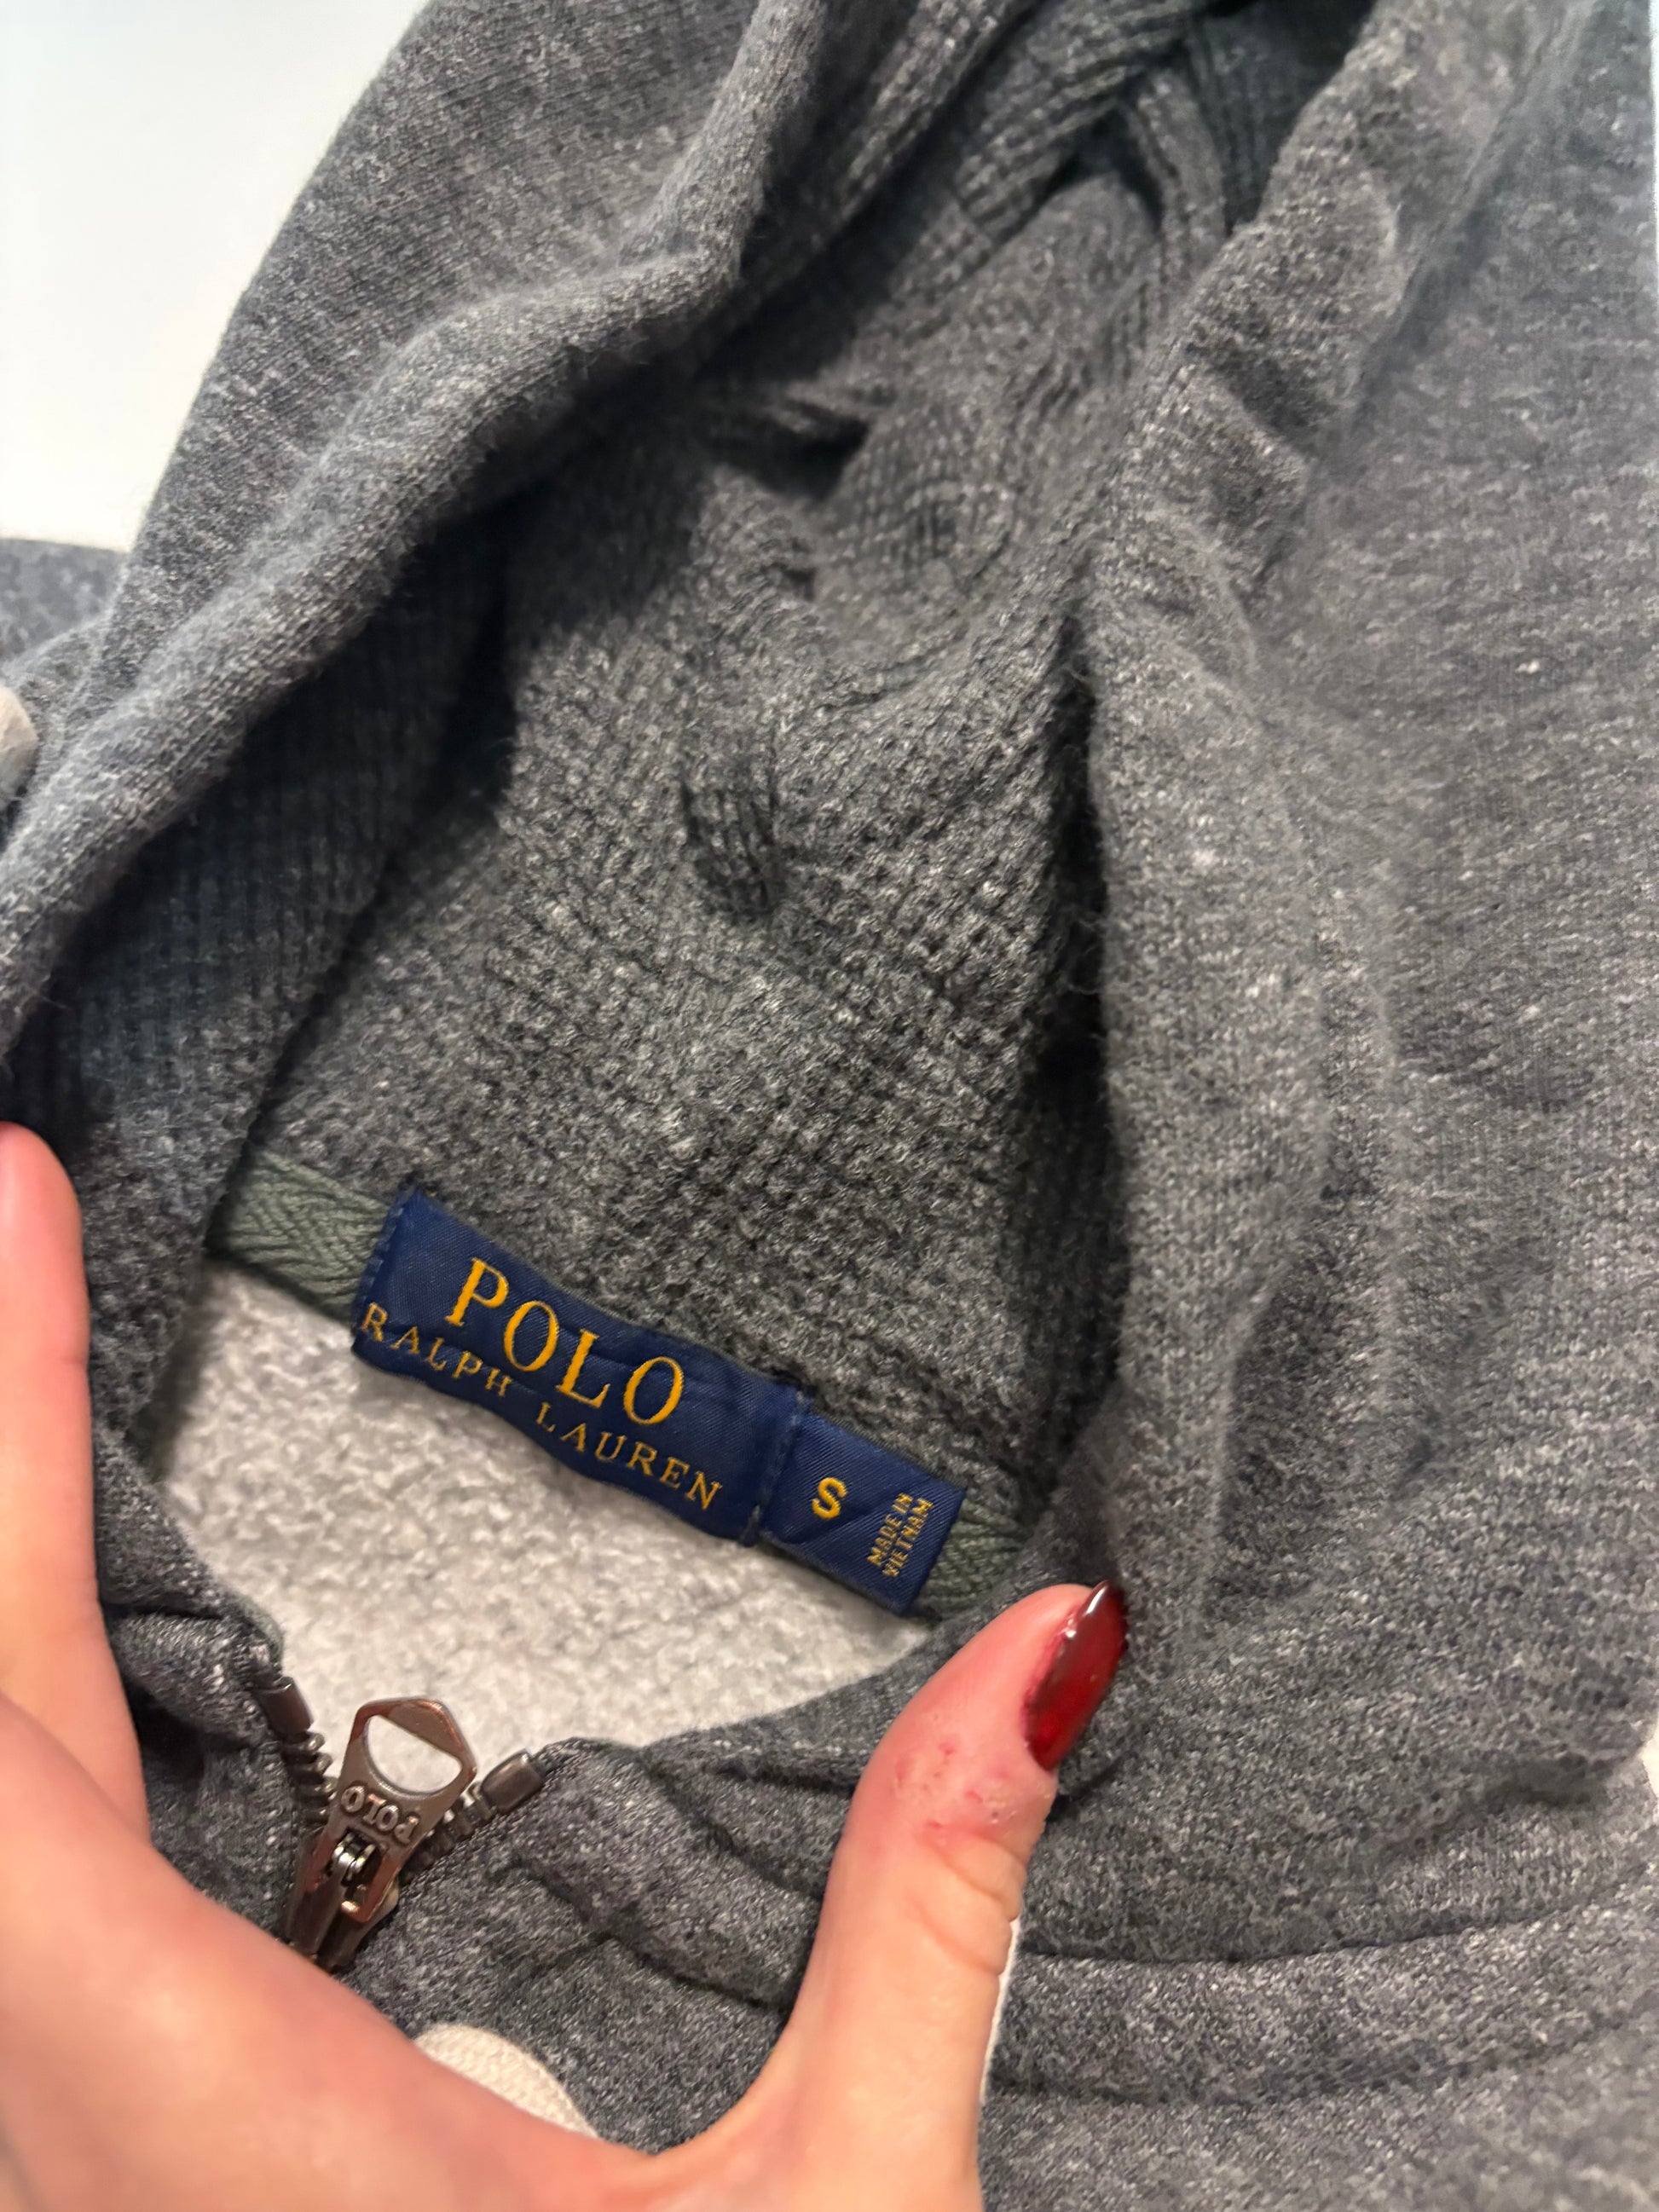 POLO
RALPH LAUREN
S
MADE IN
VIETNAM
POLO